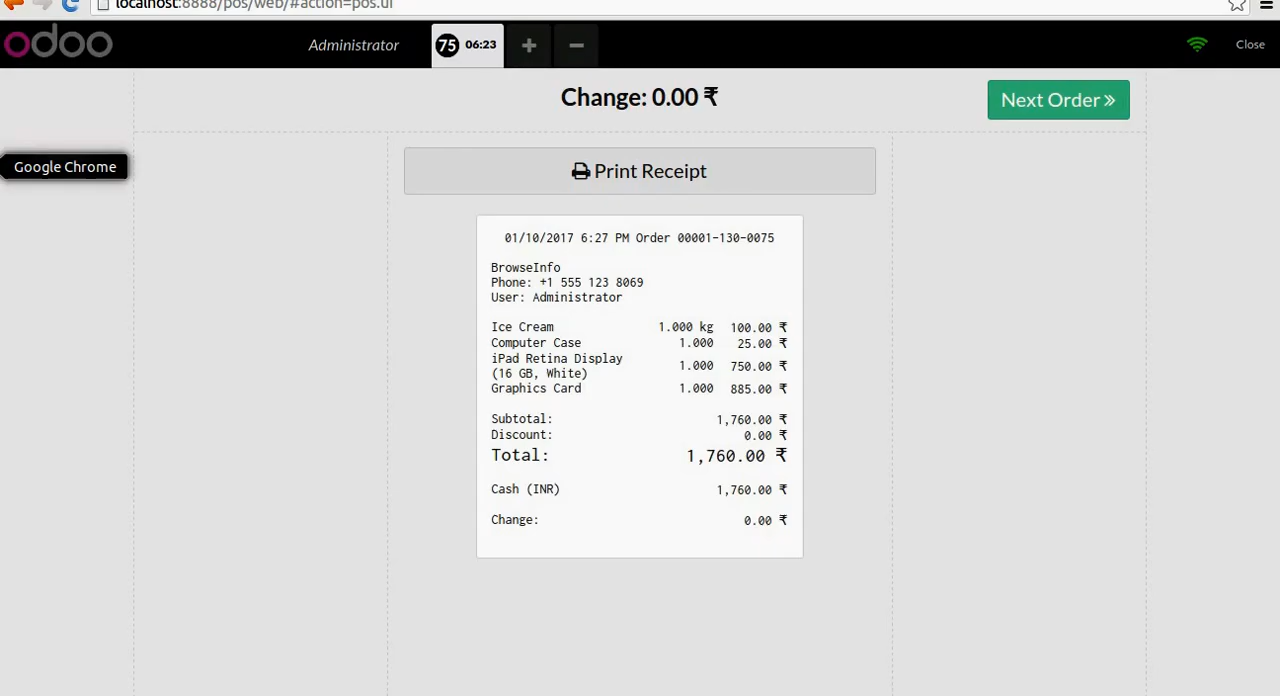 localhost:8888/pos/web/#action=pos.ui
odoo
Administrator
75 06:23
+
−
Close
Change: 0.00 ₹
Next Order »
Google Chrome
Print Receipt
01/10/2017 6:27 PM Order 00001-130-0075
BrowseInfo
Phone: +1 555 123 8069
User: Administrator
Ice Cream 1.000 kg 100.00 ₹
Computer Case 1.000 25.00 ₹
iPad Retina Display
(16 GB, White) 1.000 750.00 ₹
Graphics Card 1.000 885.00 ₹
Subtotal: 1,760.00 ₹
Discount: 0.00 ₹
Total: 1,760.00 ₹
Cash (INR) 1,760.00 ₹
Change: 0.00 ₹